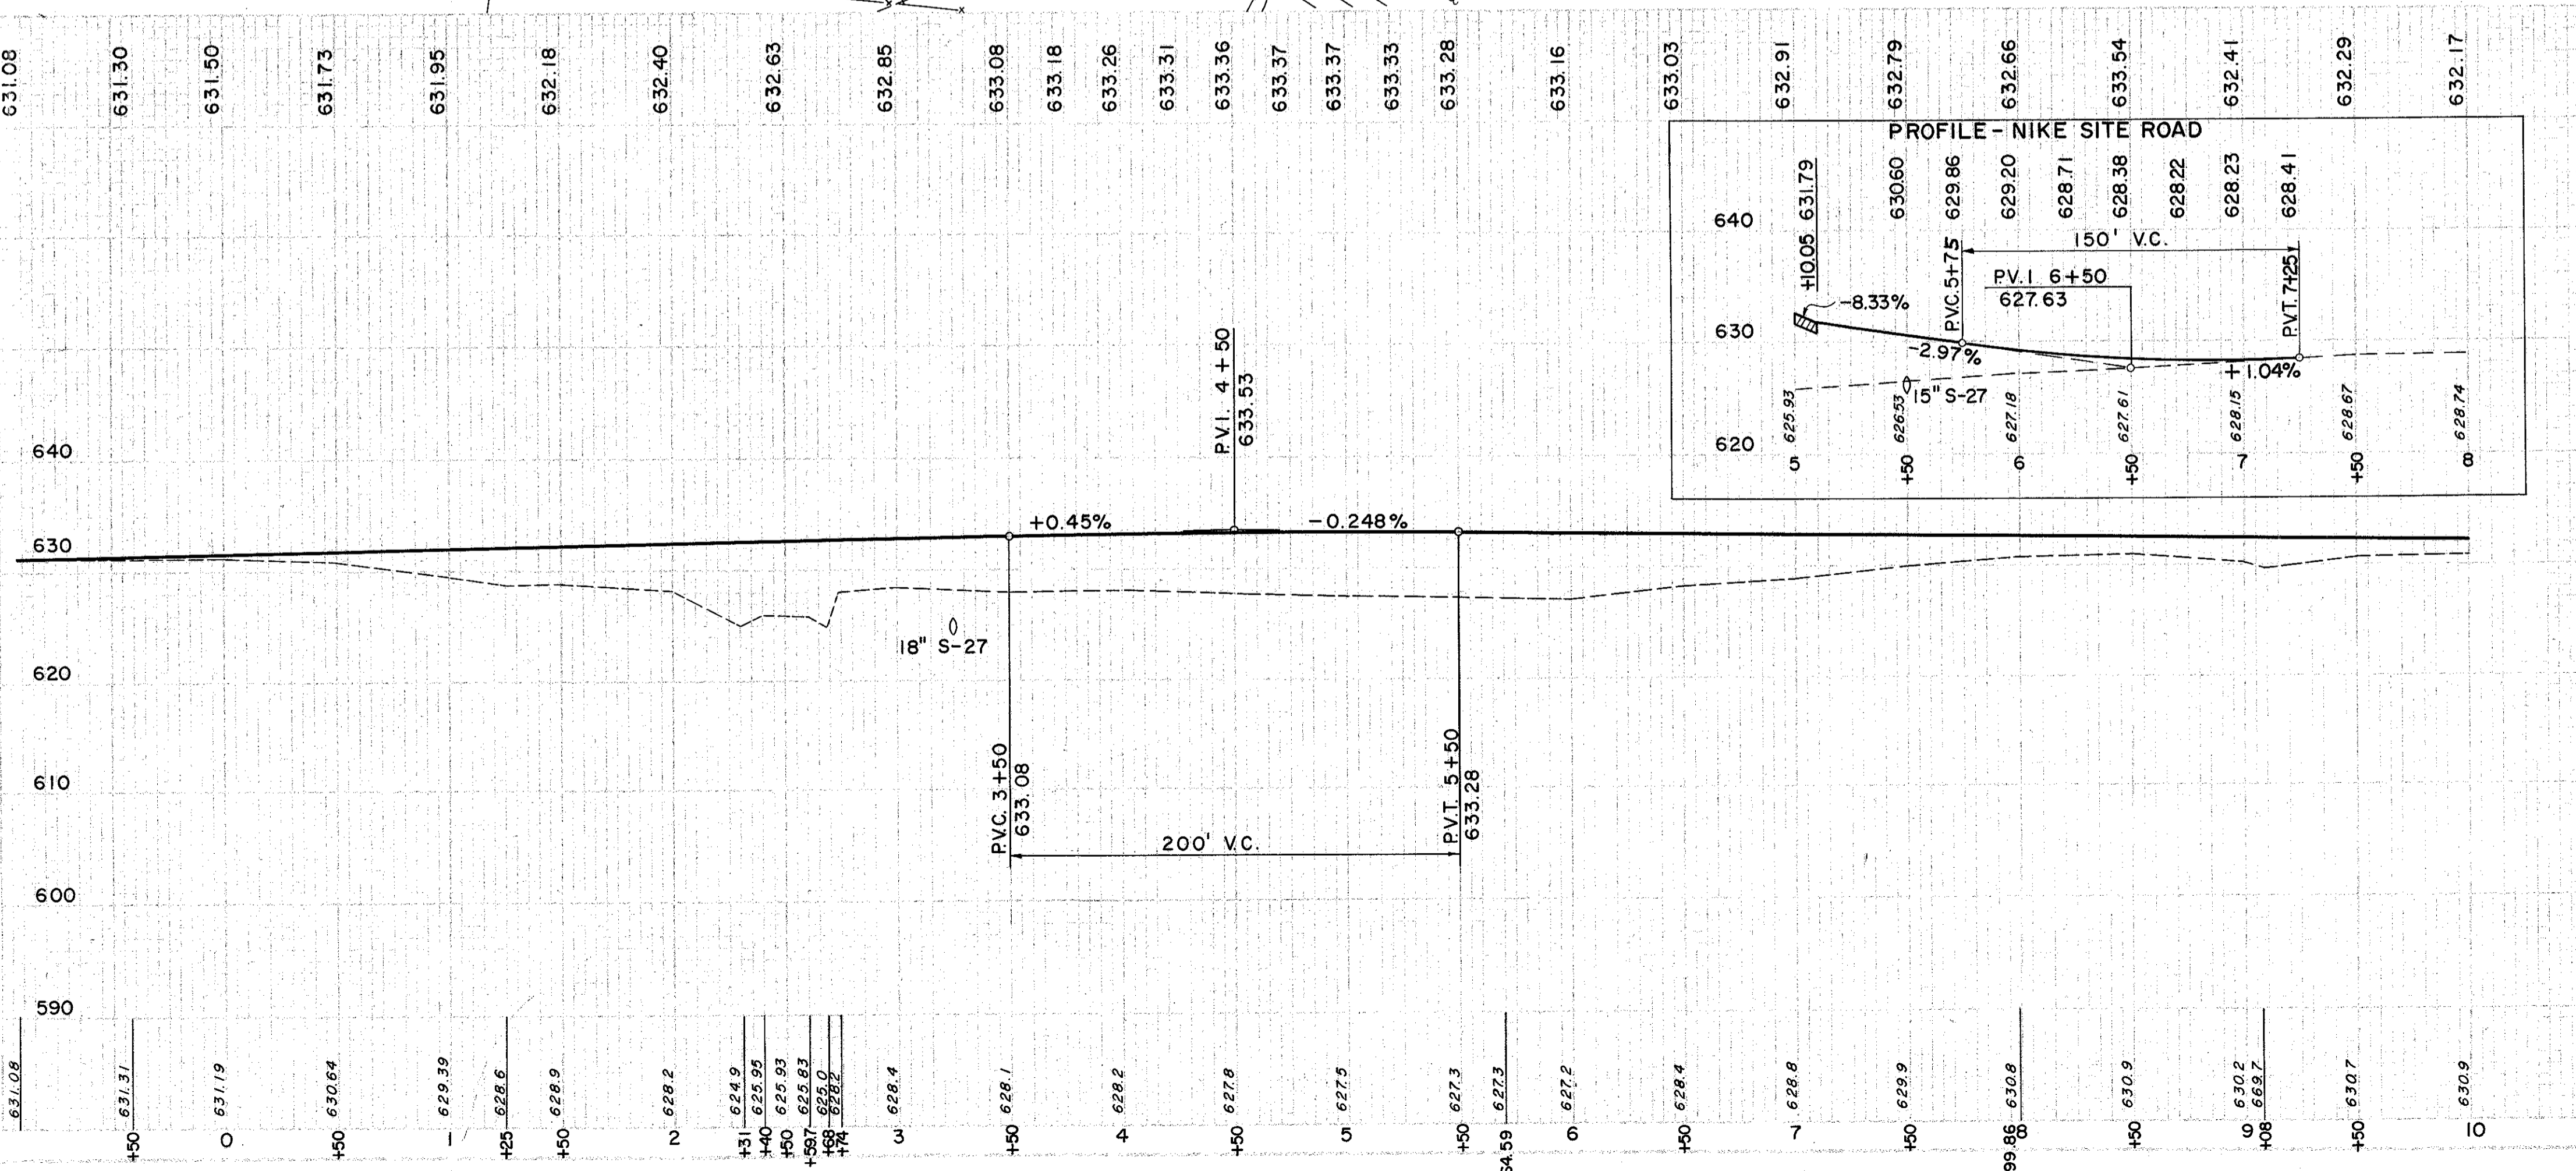 631.08 631.30 631.50 631.73 631.95 632.18 632.40 632.63 632.85 633.08 633.18 633.26 633.31 633.36 633.37 633.37 633.33 633.28 633.16 633.03 632.91 632.79 632.66 633.54 632.41 632.29 632.17
PROFILE - NIKE SITE ROAD
+10.05 631.79 630.60 629.86 629.20 628.71 628.38 628.22 628.23 628.41
640
150' V.C.
P.V.C. 5+75
P.V.I. 6+50
627.63
P.V.T. 7+25
-8.33%
630
-2.97%
+1.04%
15" S-27
625.93 626.53 627.18 627.61 628.15 628.67 628.74
620
5 +50 6 +50 7 +50 8
P.V.I. 4+50
633.53
640
+0.45%
-0.248%
630
18" S-27
620
P.V.C. 3+50
633.08
P.V.T. 5+50
633.28
610
200' V.C.
600
590
631.08 631.31 631.19 630.64 629.39 628.6 628.9 628.2 624.9 625.95 625.93 625.83 625.0 628.2 628.4 628.1 628.2 627.8 627.5 627.3 627.3 627.2 628.4 628.8 629.9 630.8 630.9 630.2 669.7 630.7 630.9
+50 0 +50 1 +25 +50 2 +31 +40 +50 +59.7 +68 +74 3 +50 4 +50 5 +50 64.59 6 +50 7 +50 99.86 8 +50 9 +08 +50 10